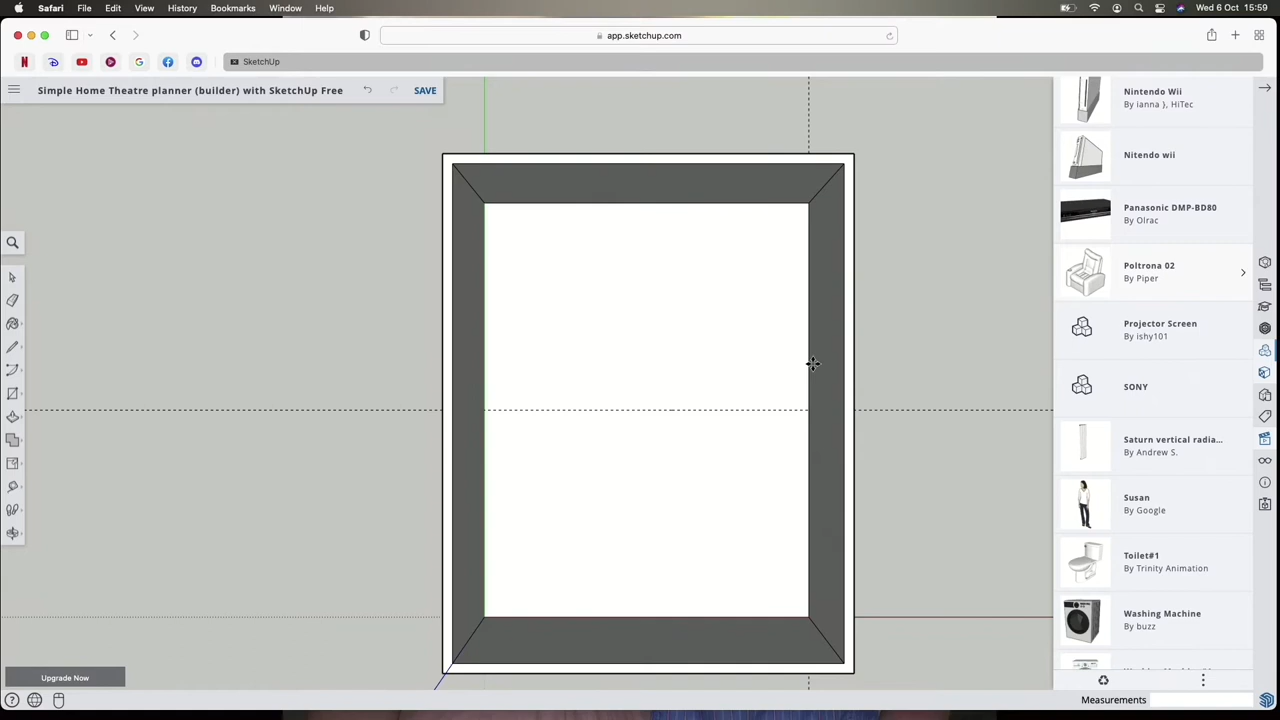 Safari File Edit View History Bookmarks Window Help Wed 6 Oct 15:59
app.sketchup.com
SketchUp
Simple Home Theatre planner (builder) with SketchUp Free SAVE
Nintendo Wii
By ianna }, HiTec
Nitendo wii
Panasonic DMP-BD80
By Olrac
Poltrona 02
By Piper
Projector Screen
By ishy101
SONY
Saturn vertical radia...
By Andrew S.
Susan
By Google
Toilet#1
By Trinity Animation
Washing Machine
By buzz
Upgrade Now
Measurements